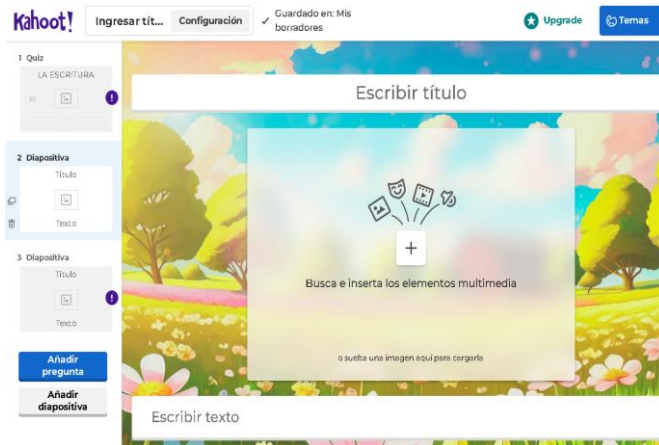 Kahoot!
Ingresar tít...
Configuración
Guardado en: Mis
borradores
Upgrade
Temas
1 Quiz
LA ESCRITURA
2 Diapositiva
Título
Texto
3 Diapositiva
Título
Texto
Añadir
pregunta
Añadir
diapositiva
Escribir título
Busca e inserta los elementos multimedia
o suelta una imagen aquí para cargarla
Escribir texto